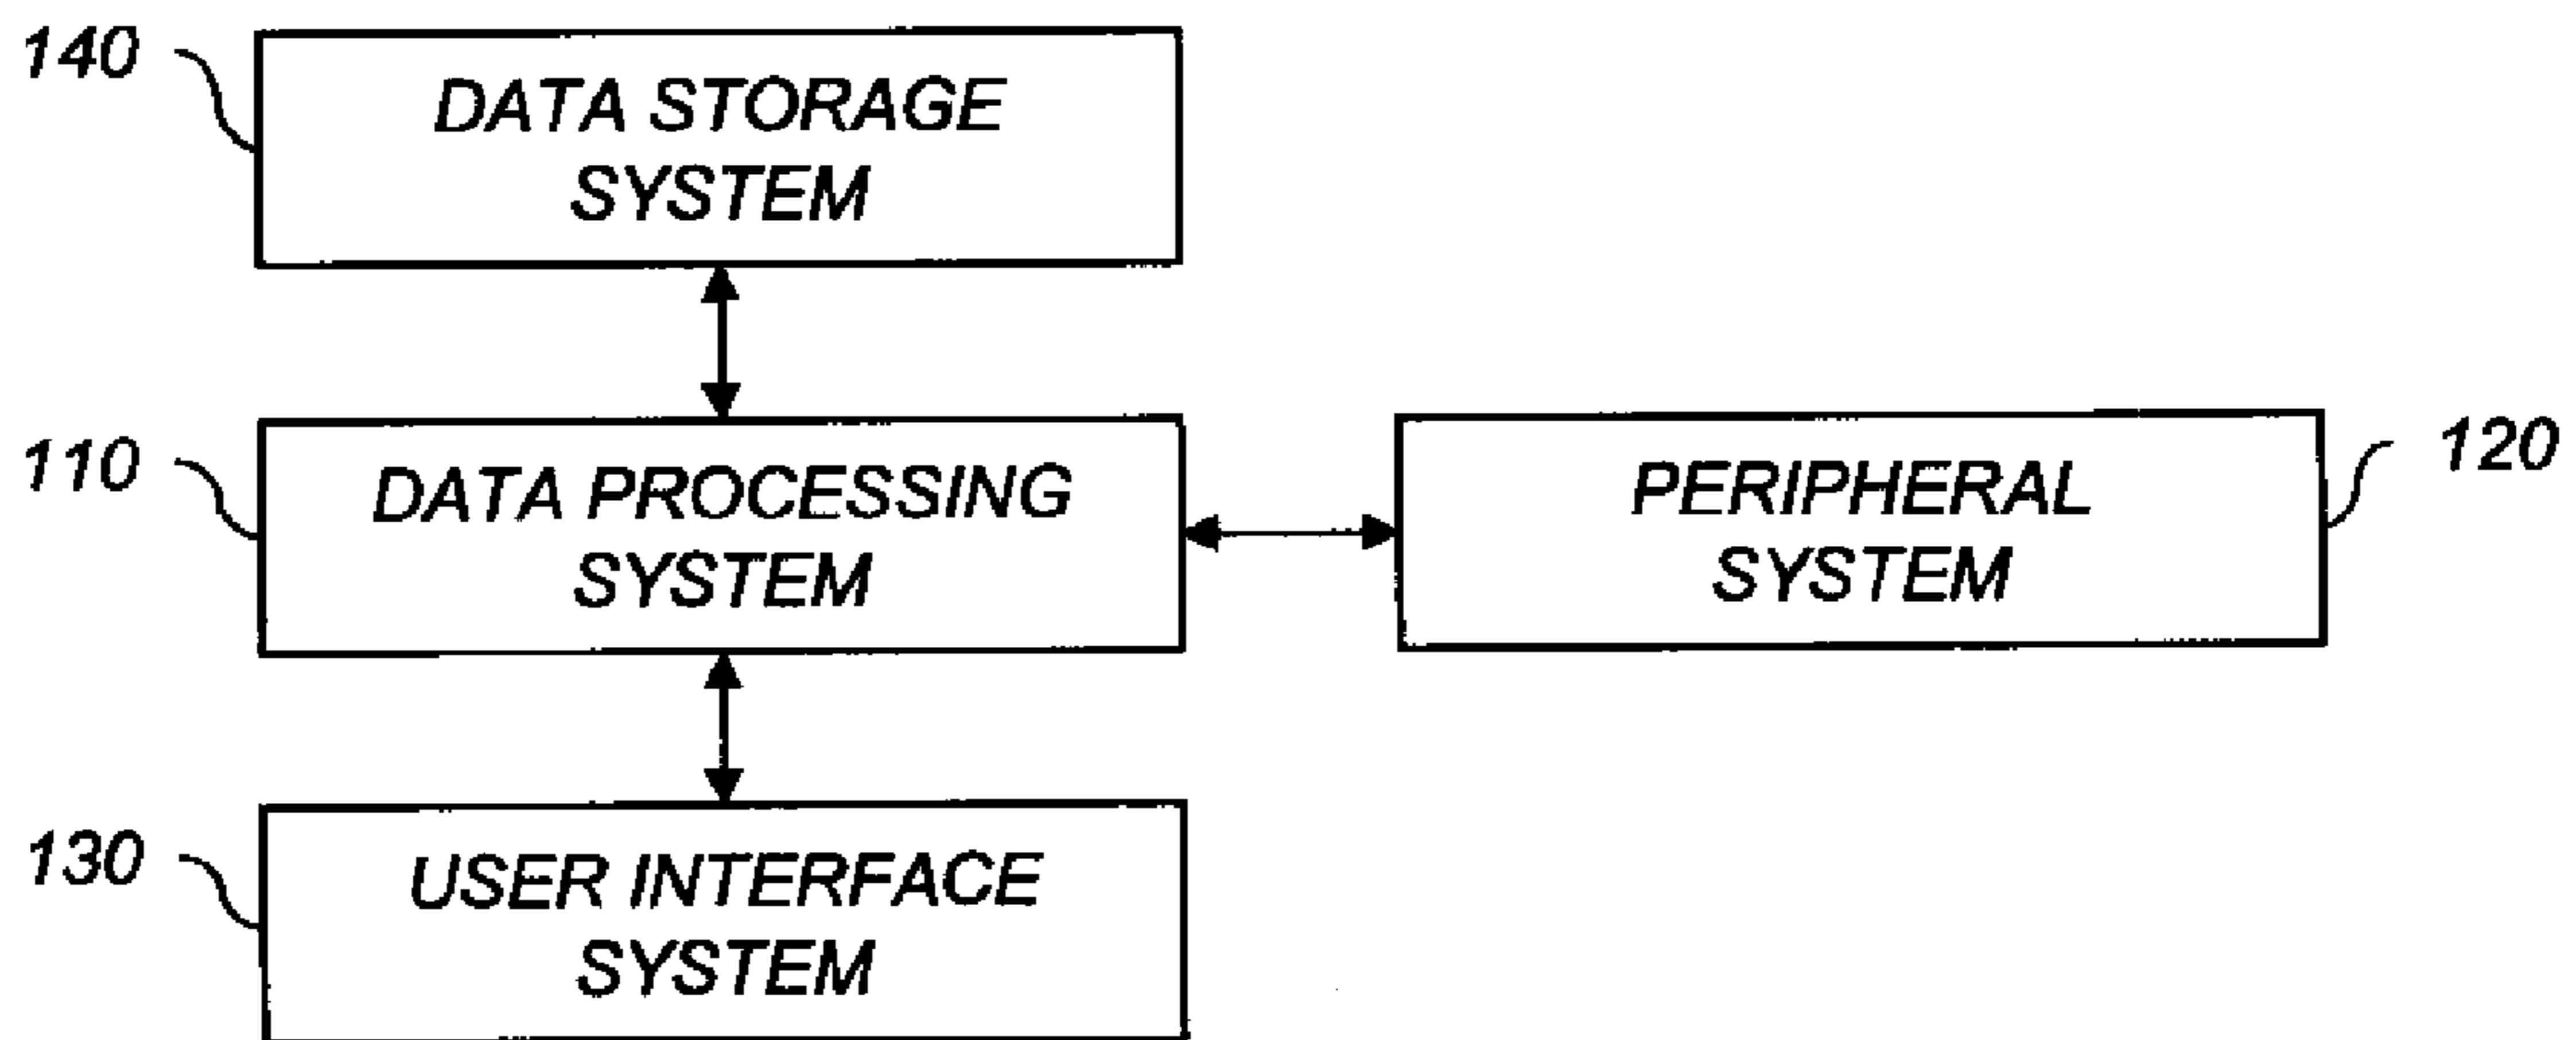 140
DATA STORAGE
SYSTEM
110
DATA PROCESSING
SYSTEM
PERIPHERAL
SYSTEM
120
130
USER INTERFACE
SYSTEM